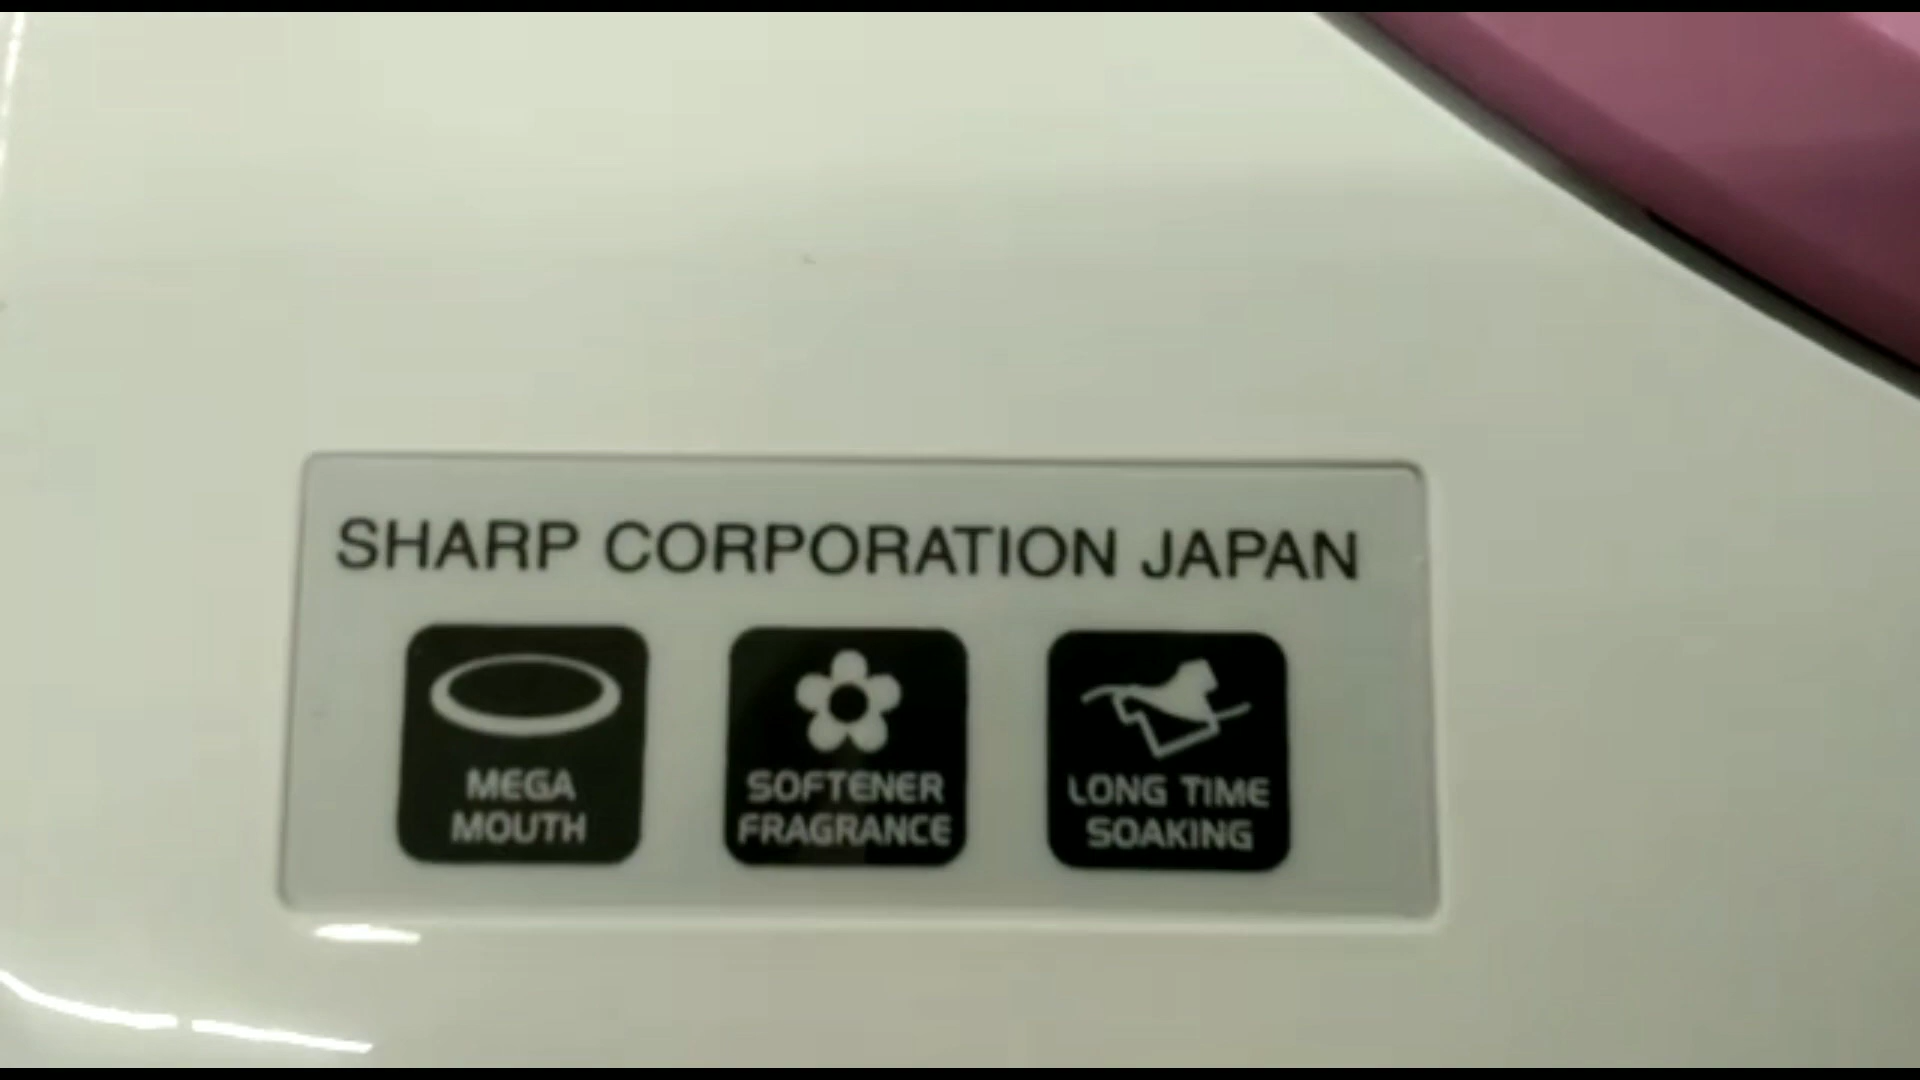 SHARP CORPORATION JAPAN
MEGA
MOUTH
SOFTENER
FRAGRANCE
LONG TIME
SOAKING